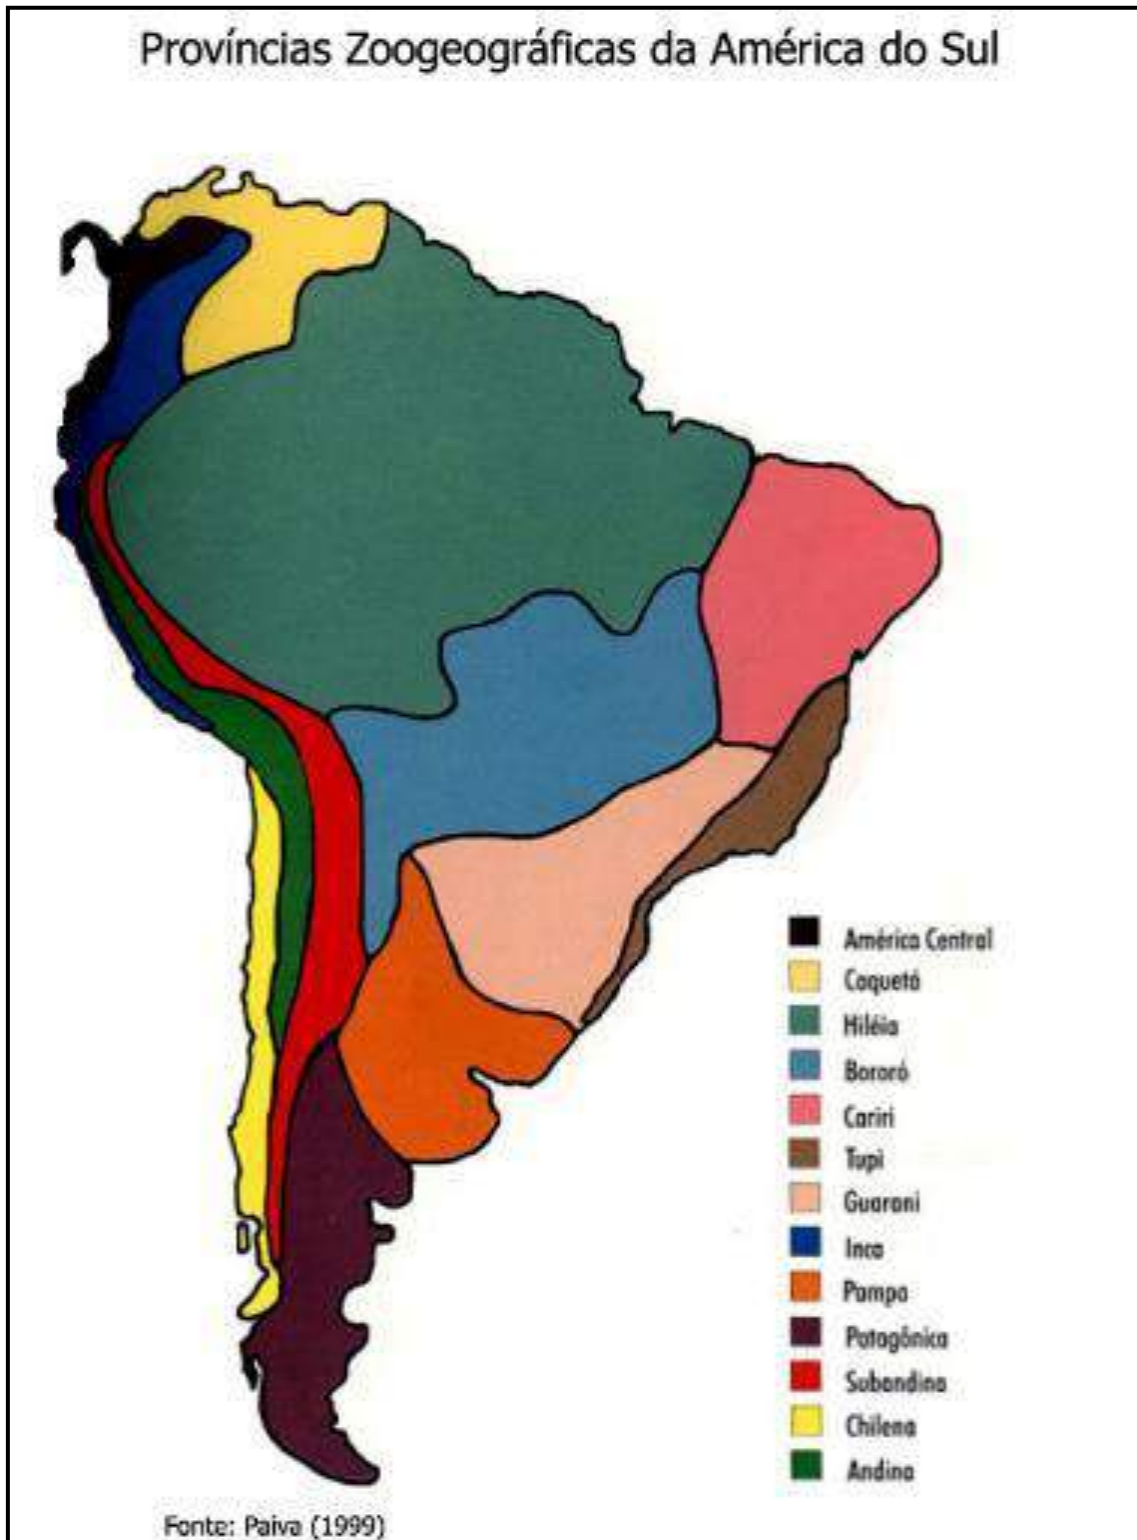 Províncias Zoogeográficas da América do Sul
América Central
Caquetá
Hiléia
Bororó
Cariri
Tupi
Guarani
Inca
Pampa
Patagônica
Subandina
Chilena
Andina
Fonte: Paiva (1999)